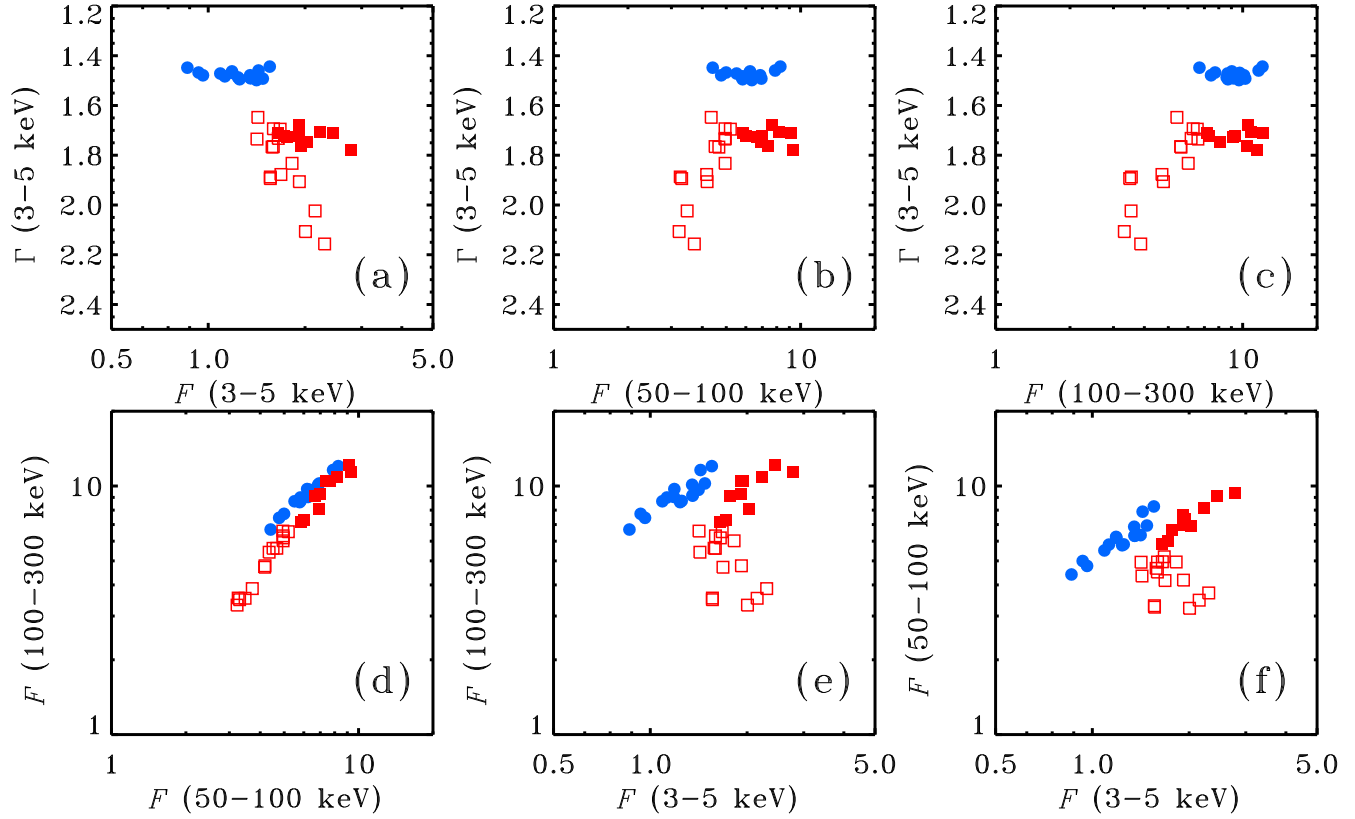 1.2
1.4
1.6
1.8
2.0
2.2
2.4
Γ (3−5 keV)
(a)
0.5 1.0 5.0
F (3−5 keV)
1.2
1.4
1.6
1.8
2.0
2.2
2.4
Γ (3−5 keV)
(b)
1 10
F (50−100 keV)
1.2
1.4
1.6
1.8
2.0
2.2
2.4
Γ (3−5 keV)
(c)
1 10
F (100−300 keV)
10
1
F (100−300 keV)
(d)
1 10
F (50−100 keV)
10
1
F (100−300 keV)
(e)
0.5 1.0 5.0
F (3−5 keV)
10
1
F (50−100 keV)
(f)
0.5 1.0 5.0
F (3−5 keV)